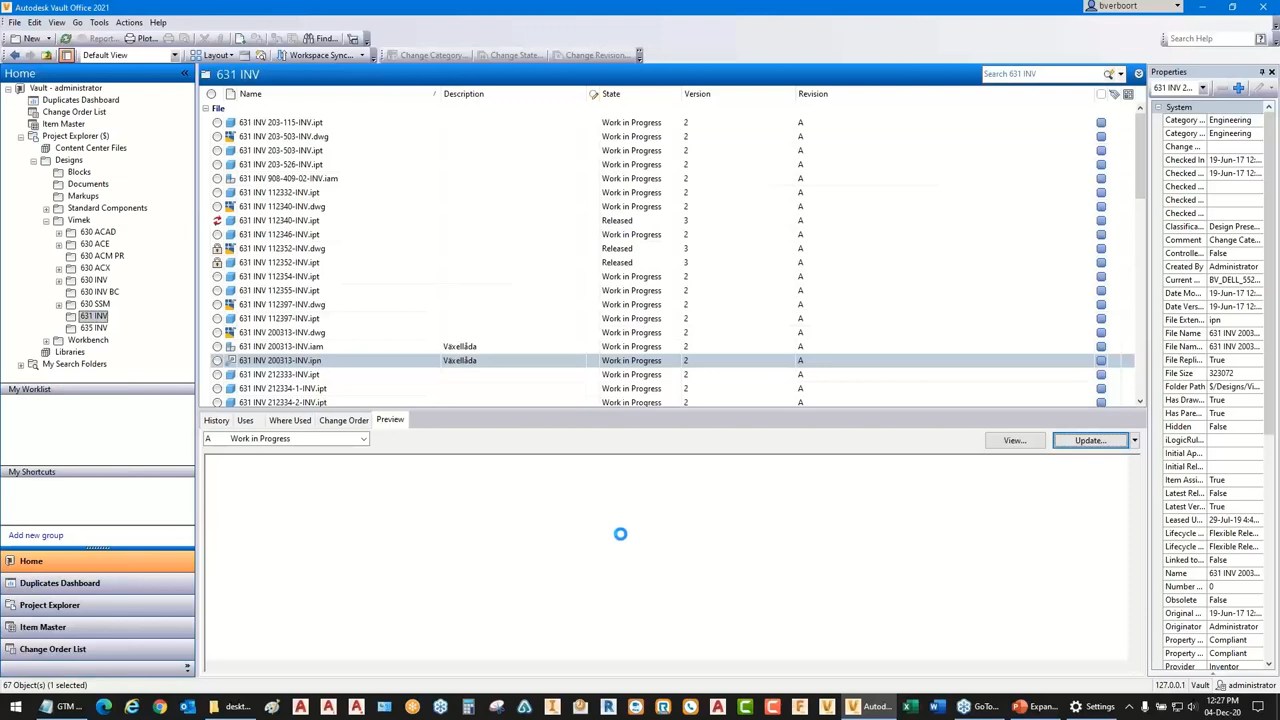 Autodesk Vault Office 2021
bverboort
File Edit View Go Tools Actions Help
New Report... Plot... Find...
Search Help
Default View Layout Workspace Sync... Change Category... Change State... Change Revision...
Home «
Vault - administrator
Duplicates Dashboard
Change Order List
Item Master
Project Explorer ($)
Content Center Files
Designs
Blocks
Documents
Markups
Standard Components
Vimek
630 ACAD
630 ACE
630 ACM PR
630 ACX
630 INV
630 INV BC
630 SSM
631 INV
635 INV
Workbench
Libraries
My Search Folders
My Worklist
My Shortcuts
Add new group
Home
Duplicates Dashboard
Project Explorer
Item Master
Change Order List
67 Object(s) (1 selected)
631 INV
Search 631 INV
Name Description State Version Revision
File
631 INV 203-115-INV.ipt Work in Progress 2 A
631 INV 203-503-INV.dwg Work in Progress 2 A
631 INV 203-503-INV.ipt Work in Progress 2 A
631 INV 203-526-INV.ipt Work in Progress 2 A
631 INV 908-409-02-INV.iam Work in Progress 2 A
631 INV 112332-INV.ipt Work in Progress 2 A
631 INV 112340-INV.dwg Work in Progress 2 A
631 INV 112340-INV.ipt Released 3 A
631 INV 112346-INV.ipt Work in Progress 2 A
631 INV 112352-INV.dwg Released 3 A
631 INV 112352-INV.ipt Released 3 A
631 INV 112354-INV.ipt Work in Progress 2 A
631 INV 112355-INV.ipt Work in Progress 2 A
631 INV 112397-INV.dwg Work in Progress 2 A
631 INV 112397-INV.ipt Work in Progress 2 A
631 INV 200313-INV.dwg Work in Progress 2 A
631 INV 200313-INV.iam Växellåda Work in Progress 2 A
631 INV 200313-INV.ipn Växellåda Work in Progress 2 A
631 INV 212333-INV.ipt Work in Progress 2 A
631 INV 212334-1-INV.ipt Work in Progress 2 A
631 INV 212334-2-INV.ipt Work in Progress 2 A
History Uses Where Used Change Order Preview
A Work in Progress View... Update...
Properties
631 INV 2...
System
Category ... Engineering
Category ... Engineering
Change ...
Checked In 19-Jun-17 12:...
Checked ... 19-Jun-17 12:...
Checked ...
Checked ...
Checked ...
Classifica... Design Prese...
Comment Change Cate...
Controlle... False
Created By Administrator
Current ... BV_DELL_552...
Date Mo... 19-Jun-17 12:...
Date Vers... 19-Jun-17 12:...
File Exten... ipn
File Name 631 INV 2003...
File Name... 631 INV 2003...
File Repli... True
File Size 323072
Folder Path $/Designs/Vi...
Has Draw... True
Has Pare... True
Hidden False
iLogicRul...
Initial Ap...
Initial Rel...
Item Assi... True
Latest Rel... False
Latest Ver... True
Leased U... 29-Jul-19 4:4...
Lifecycle ... Flexible Rele...
Lifecycle ... Flexible Rele...
Linked to... False
Name 631 INV 2003...
Number ... 0
Obsolete False
Original ... 19-Jun-17 12:...
Originator Administrator
Property ... Compliant
Property ... Compliant
Provider Inventor
127.0.0.1 Vault administrator
GTM ... deskt... Autod... GoTo... Expan... Settings
12:27 PM
04-Dec-20